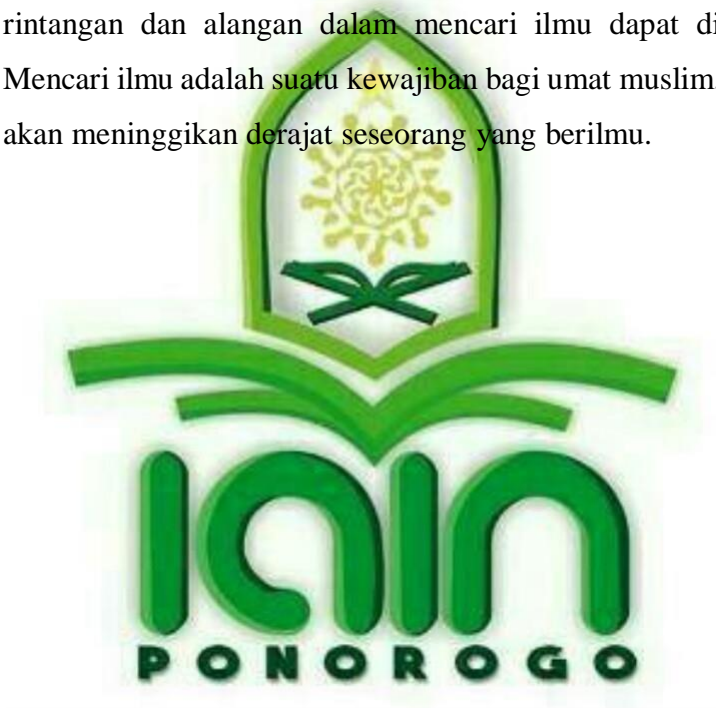 rintangan dan alangan dalam mencari ilmu dapat di
Mencari ilmu adalah suatu kewajiban bagi umat muslim
akan meninggikan derajat seseorang yang berilmu.
IAIN
PONOROGO